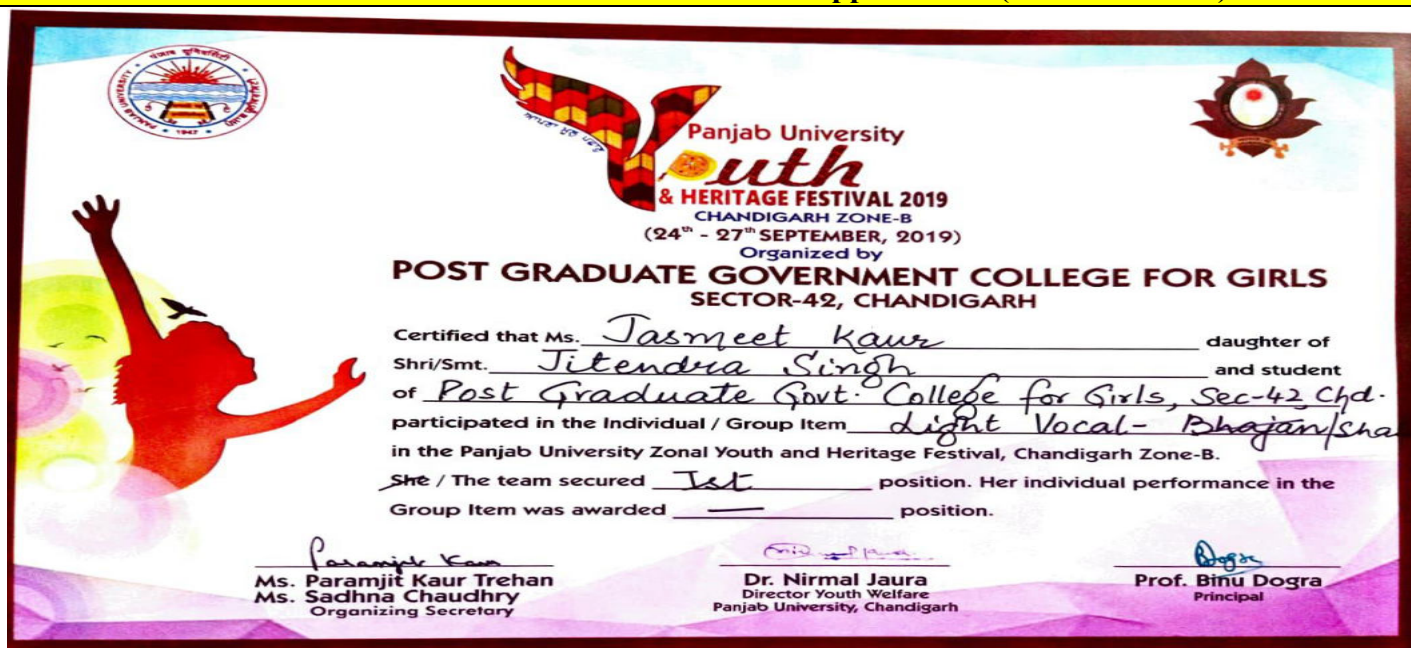 PANJAB UNIVERSITY
1947
Panjab University
Youth
& HERITAGE FESTIVAL 2019
CHANDIGARH ZONE-B
(24th - 27th SEPTEMBER, 2019)
Organized by
POST GRADUATE GOVERNMENT COLLEGE FOR GIRLS
SECTOR-42, CHANDIGARH
Certified that Ms. Jasmeet Kaur daughter of
Shri/Smt. Jitendra Singh and student
of Post Graduate Govt. College for Girls, Sec-42, Chd.
participated in the Individual / Group Item Light Vocal- Bhajan/Sha
in the Panjab University Zonal Youth and Heritage Festival, Chandigarh Zone-B.
She / The team secured Ist position. Her individual performance in the
Group Item was awarded — position.
Paramjit Kaur
Dogra
Ms. Paramjit Kaur Trehan
Ms. Sadhna Chaudhry
Organizing Secretary
Dr. Nirmal Jaura
Director Youth Welfare
Panjab University, Chandigarh
Prof. Binu Dogra
Principal